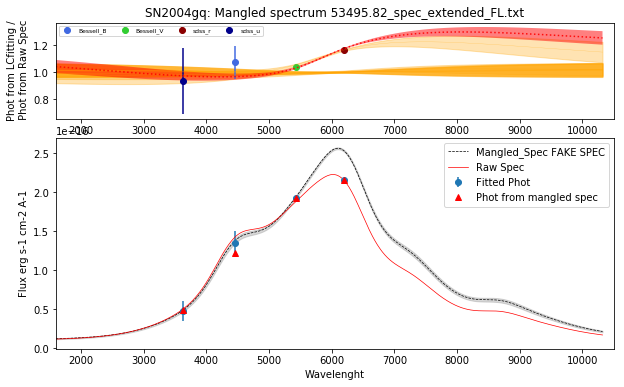 SN2004gq: Mangled spectrum 53495.82_spec_extended_FL.txt
Phot from LCfitting /
Phot from Raw Spec
Bessell_B
Bessell_V
sdss_r
sdss_u
1.2
1.0
0.8
2000 3000 4000 5000 6000 7000 8000 9000 10000
1e−16
Flux erg s-1 cm-2 A-1
2.5
2.0
1.5
1.0
0.5
0.0
Mangled_Spec FAKE SPEC
Raw Spec
Fitted Phot
Phot from mangled spec
2000 3000 4000 5000 6000 7000 8000 9000 10000
Wavelenght